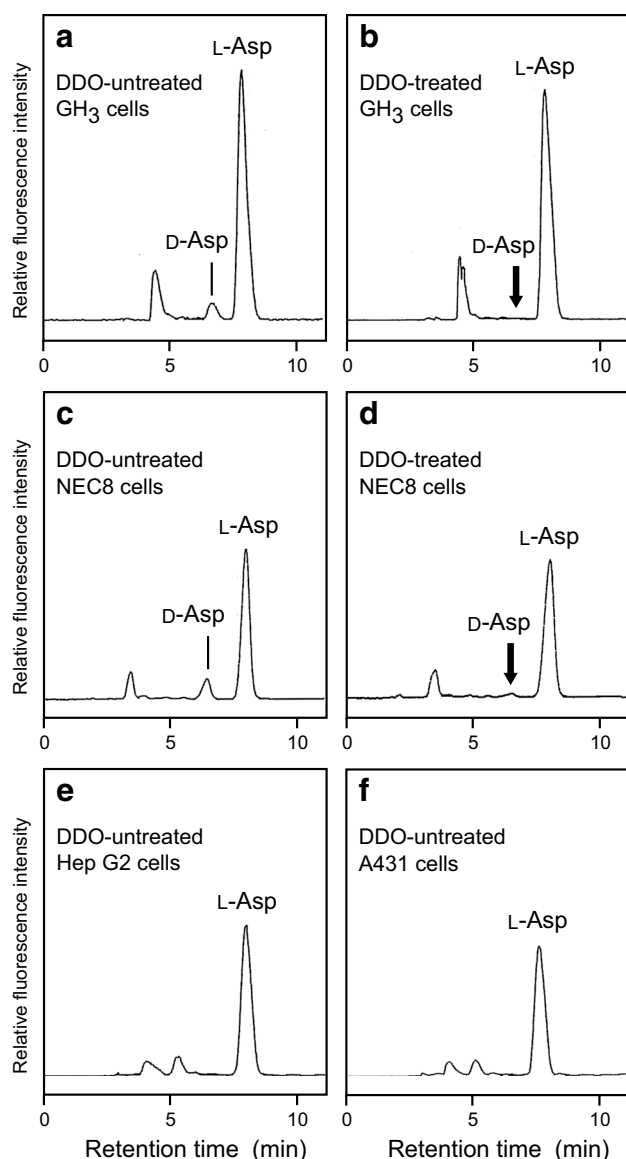 a
DDO-untreated
GH3 cells
L-Asp
D-Asp
Relative fluorescence intensity
0 5 10
b
DDO-treated
GH3 cells
L-Asp
D-Asp
0 5 10
c
DDO-untreated
NEC8 cells
L-Asp
D-Asp
Relative fluorescence intensity
0 5 10
d
DDO-treated
NEC8 cells
L-Asp
D-Asp
0 5 10
e
DDO-untreated
Hep G2 cells
L-Asp
Relative fluorescence intensity
0 5 10
Retention time (min)
f
DDO-untreated
A431 cells
L-Asp
0 5 10
Retention time (min)